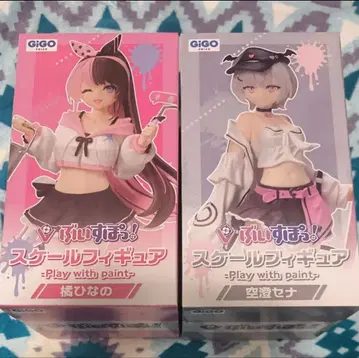 GiGO
PRIZE
ぶいすぽっ!
スケールフィギュア
-Play with paint-
橘ひなの
GiGO
PRIZE
ぶいすぽっ!
スケールフィギュア
-Play with paint-
空澄セナ